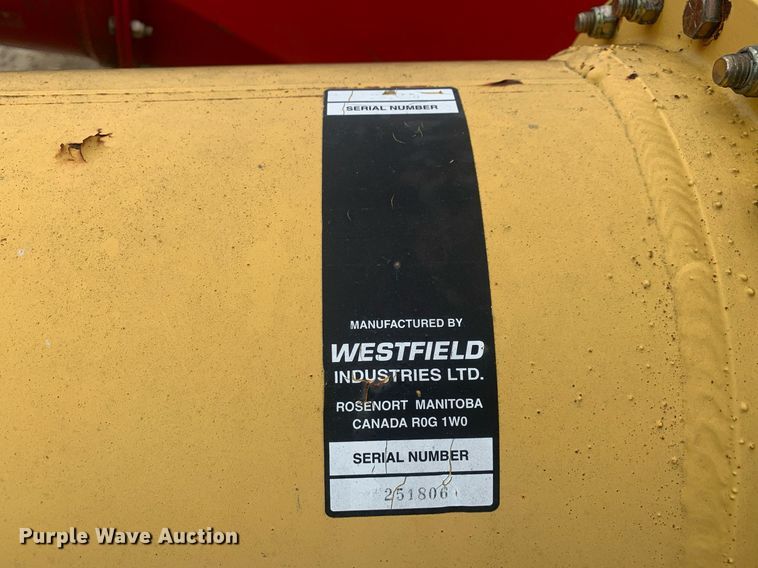 SERIAL NUMBER
MANUFACTURED BY
WESTFIELD
INDUSTRIES LTD.
ROSENORT MANITOBA
CANADA R0G 1W0
SERIAL NUMBER
251806
Purple Wave Auction